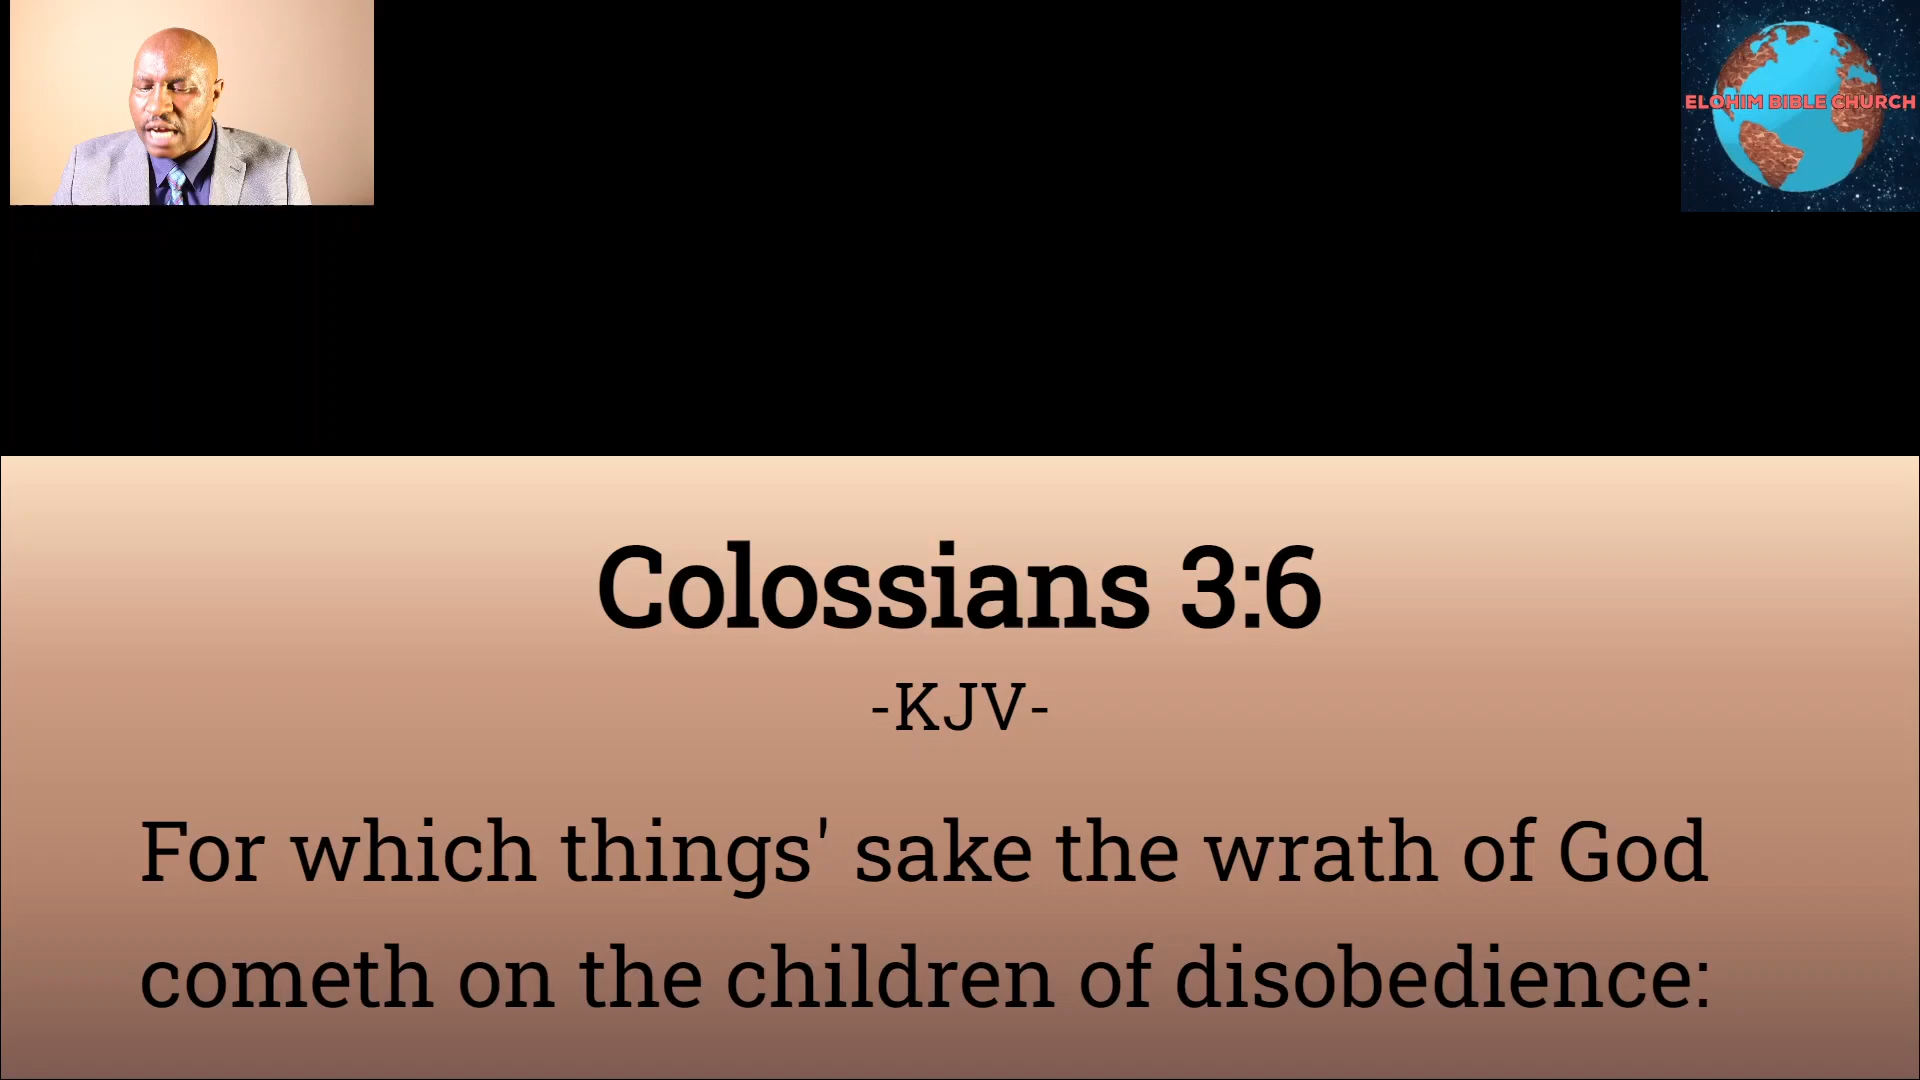 ELOHIM BIBLE CHURCH
Colossians 3:6
-KJV-
For which things' sake the wrath of God
cometh on the children of disobedience: